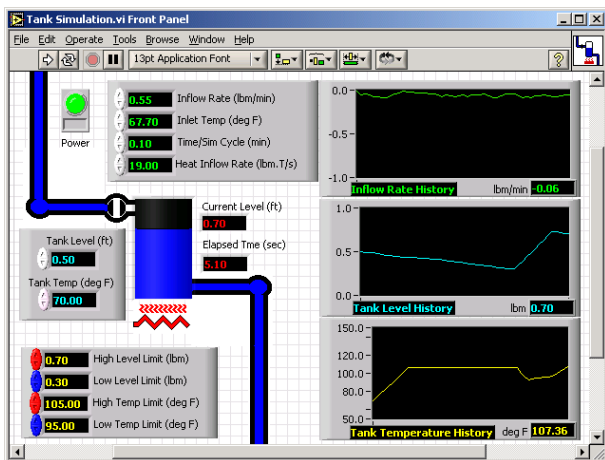 Tank Simulation.vi Front Panel
File Edit Operate Tools Browse Window Help
13pt Application Font
Power
0.55 Inflow Rate (lbm/min)
67.70 Inlet Temp (deg F)
0.10 Time/Sim Cycle (min)
19.00 Heat Inflow Rate (lbm.T/s)
0.0
-0.5
-1.0
Inflow Rate History lbm/min -0.06
Current Level (ft)
0.70
Elapsed Tme (sec)
5.10
Tank Level (ft)
0.50
Tank Temp (deg F)
70.00
1.0
0.5
0.0
Tank Level History lbm 0.70
0.70 High Level Limit (lbm)
0.30 Low Level Limit (lbm)
105.00 High Temp Limit (deg F)
95.00 Low Temp Limit (deg F)
150.0
120.0
100.0
80.0
50.0
Tank Temperature History deg F 107.36